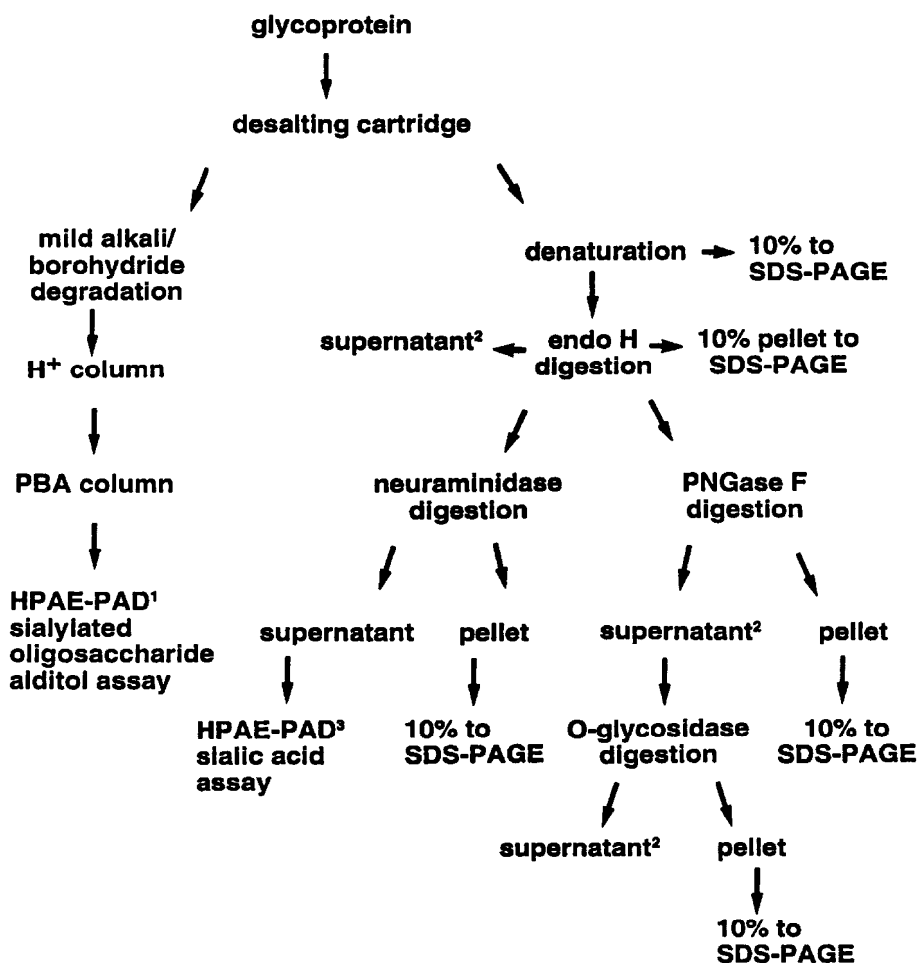 glycoprotein
desalting cartridge
mild alkali/
borohydride
degradation
denaturation
10% to
SDS-PAGE
H+ column
supernatant²
endo H
digestion
10% pellet to
SDS-PAGE
PBA column
neuraminidase
digestion
PNGase F
digestion
HPAE-PAD¹
sialylated
oligosaccharide
alditol assay
supernatant
pellet
supernatant²
pellet
HPAE-PAD³
sialic acid
assay
10% to
SDS-PAGE
O-glycosidase
digestion
10% to
SDS-PAGE
supernatant²
pellet
10% to
SDS-PAGE